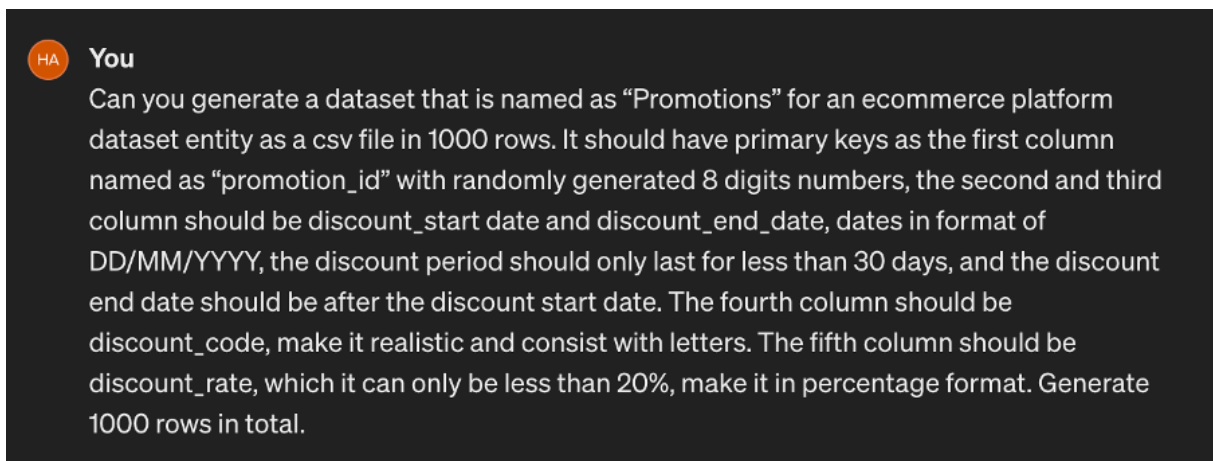 HA You
Can you generate a dataset that is named as “Promotions” for an ecommerce platform
dataset entity as a csv file in 1000 rows. It should have primary keys as the first column
named as “promotion_id” with randomly generated 8 digits numbers, the second and third
column should be discount_start date and discount_end_date, dates in format of
DD/MM/YYYY, the discount period should only last for less than 30 days, and the discount
end date should be after the discount start date. The fourth column should be
discount_code, make it realistic and consist with letters. The fifth column should be
discount_rate, which it can only be less than 20%, make it in percentage format. Generate
1000 rows in total.